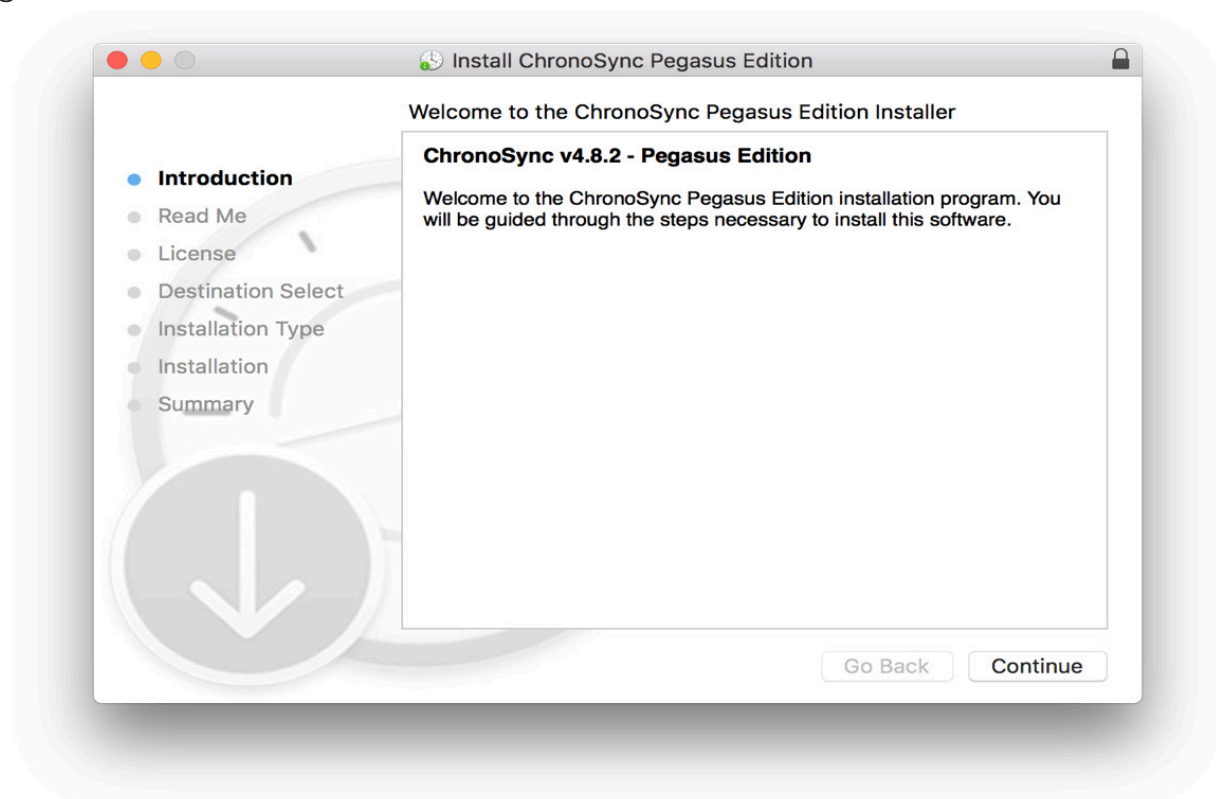 Install ChronoSync Pegasus Edition
Welcome to the ChronoSync Pegasus Edition Installer
Introduction
Read Me
License
Destination Select
Installation Type
Installation
Summary
ChronoSync v4.8.2 - Pegasus Edition
Welcome to the ChronoSync Pegasus Edition installation program. You
will be guided through the steps necessary to install this software.
Go Back
Continue